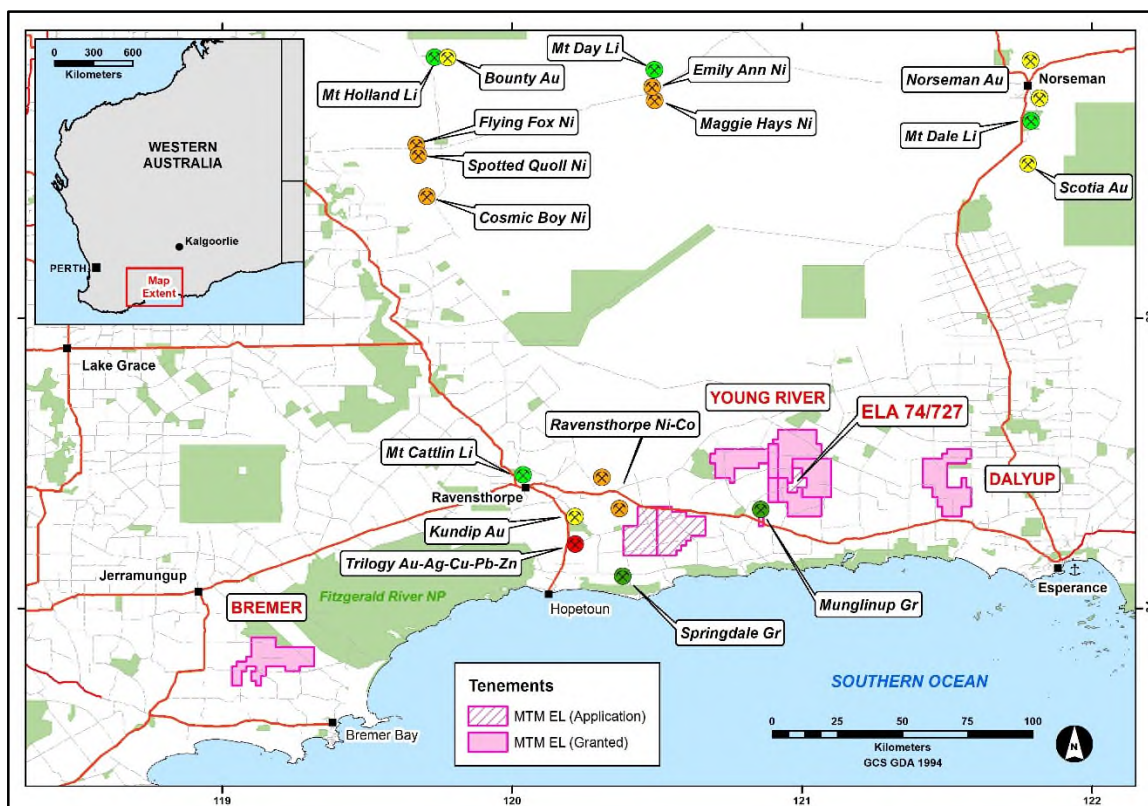 0 300 600
Kilometers
WESTERN
AUSTRALIA
Kalgoorlie
PERTH
Map
Extent
Mt Holland Li
Bounty Au
Mt Day Li
Emily Ann Ni
Maggie Hays Ni
Norseman Au
Norseman
Mt Dale Li
Scotia Au
Flying Fox Ni
Spotted Quoll Ni
Cosmic Boy Ni
Lake Grace
YOUNG RIVER
ELA 74/727
Ravensthorpe Ni-Co
Mt Cattlin Li
Ravensthorpe
DALYUP
Kundip Au
Trilogy Au-Ag-Cu-Pb-Zn
Jerramungup
Fitzgerald River NP
Hopetoun
Munglinup Gr
Esperance
BREMER
Springdale Gr
Tenements
MTM EL (Application)
MTM EL (Granted)
SOUTHERN OCEAN
0 25 50 75 100
Kilometers
GCS GDA 1994
N
Bremer Bay
119 120 121 122